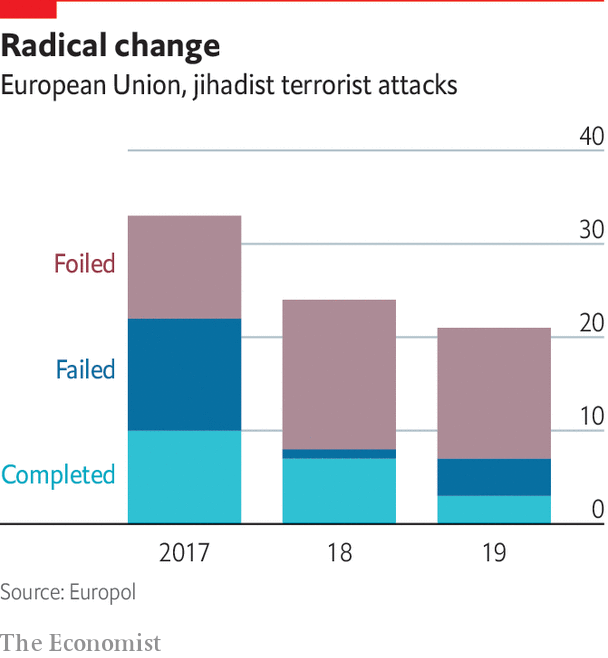 Radical change
European Union, jihadist terrorist attacks
40
30
Foiled
20
Failed
10
Completed
0
2017 18 19
Source: Europol
The Economist